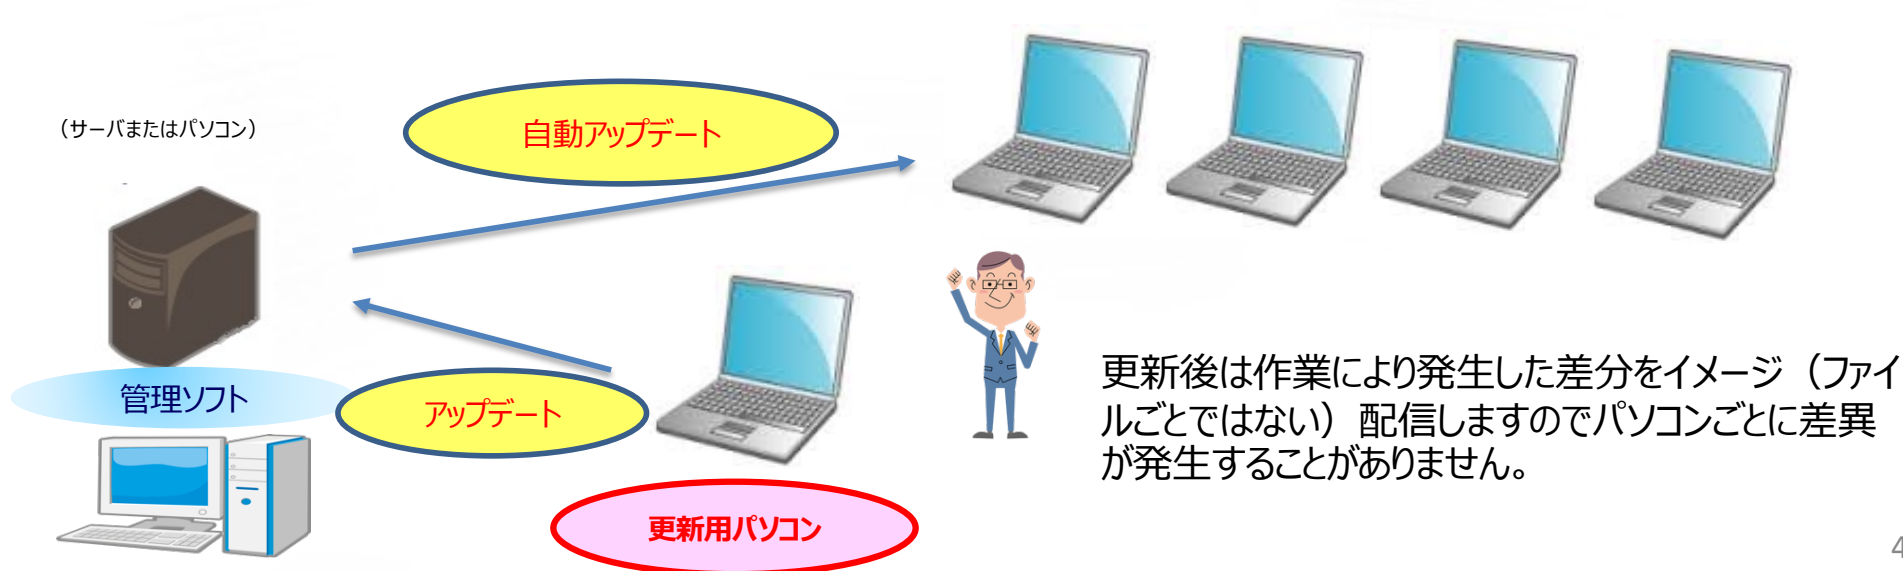 （サーバまたはパソコン）
自動アップデート
管理ソフト
アップデート
更新用パソコン
更新後は作業により発生した差分をイメージ（ファイ
ルごとではない）配信しますのでパソコンごとに差異
が発生することがありません。
4